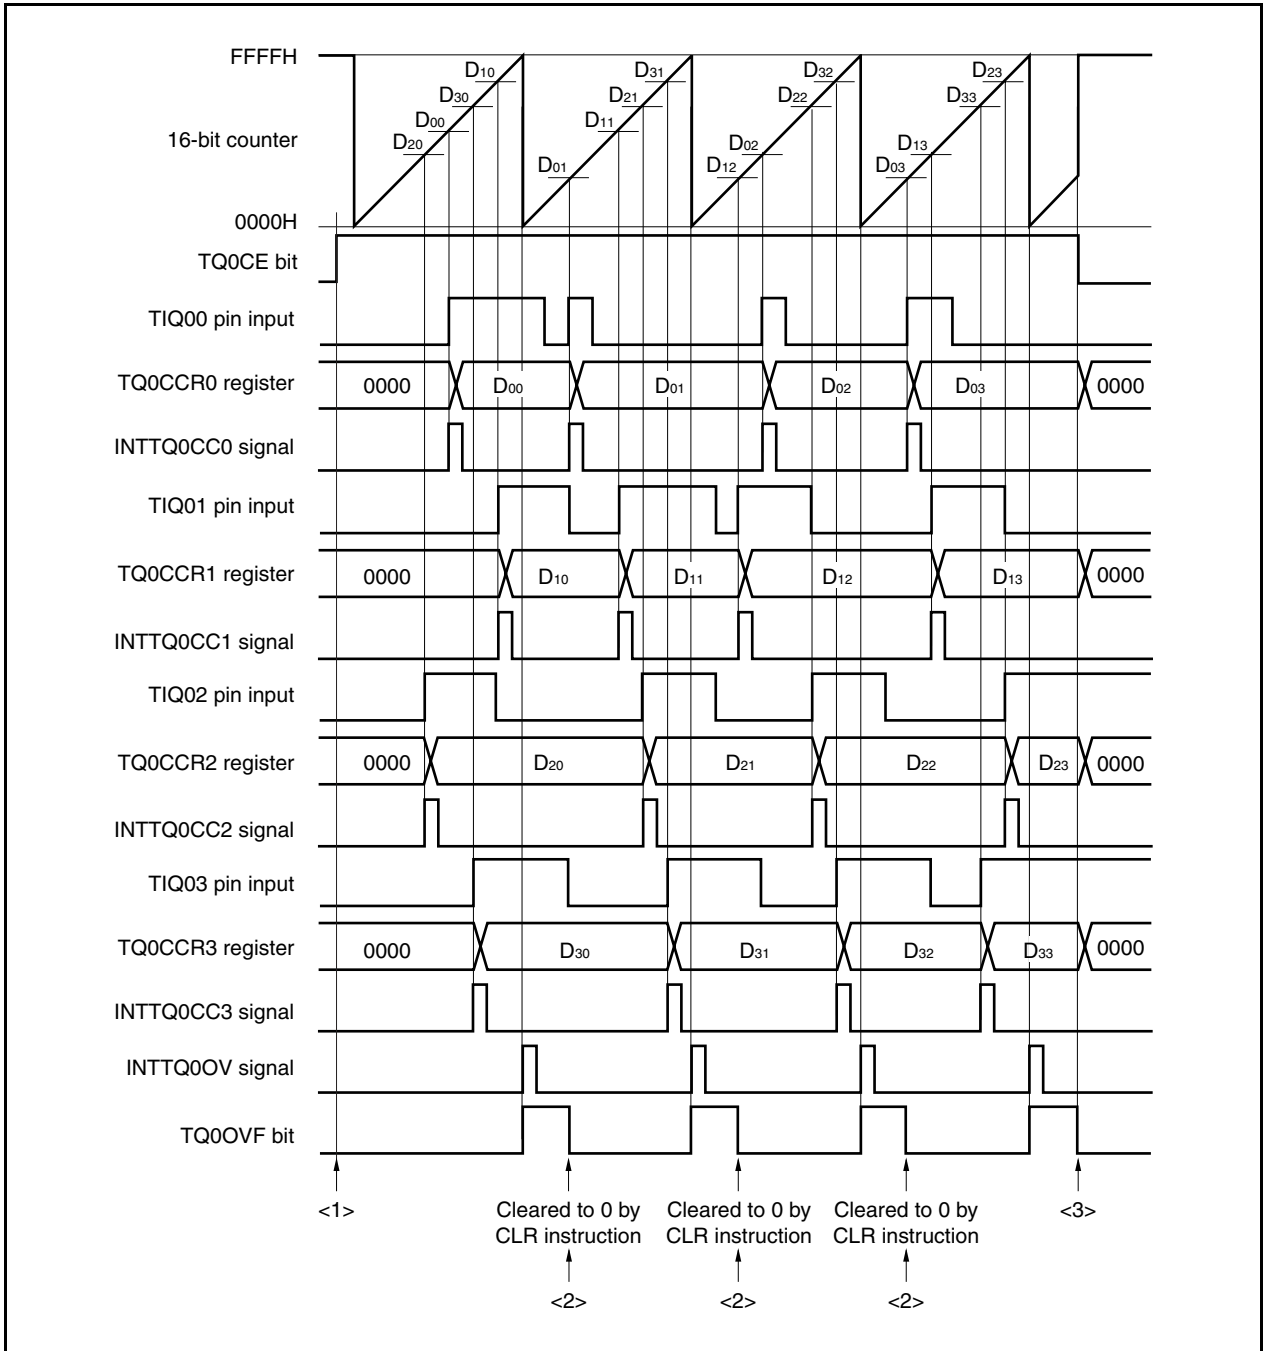 FFFFH
D10 D31 D32 D23
D30 D21 D22 D33
D00 D11
16-bit counter
D20 D02 D13
D01 D12 D03
0000H
TQ0CE bit
TIQ00 pin input
TQ0CCR0 register 0000 D00 D01 D02 D03 0000
INTTQ0CC0 signal
TIQ01 pin input
TQ0CCR1 register 0000 D10 D11 D12 D13 0000
INTTQ0CC1 signal
TIQ02 pin input
TQ0CCR2 register 0000 D20 D21 D22 D23 0000
INTTQ0CC2 signal
TIQ03 pin input
TQ0CCR3 register 0000 D30 D31 D32 D33 0000
INTTQ0CC3 signal
INTTQ0OV signal
TQ0OVF bit
<1> Cleared to 0 by Cleared to 0 by Cleared to 0 by <3>
CLR instruction CLR instruction CLR instruction
<2> <2> <2>